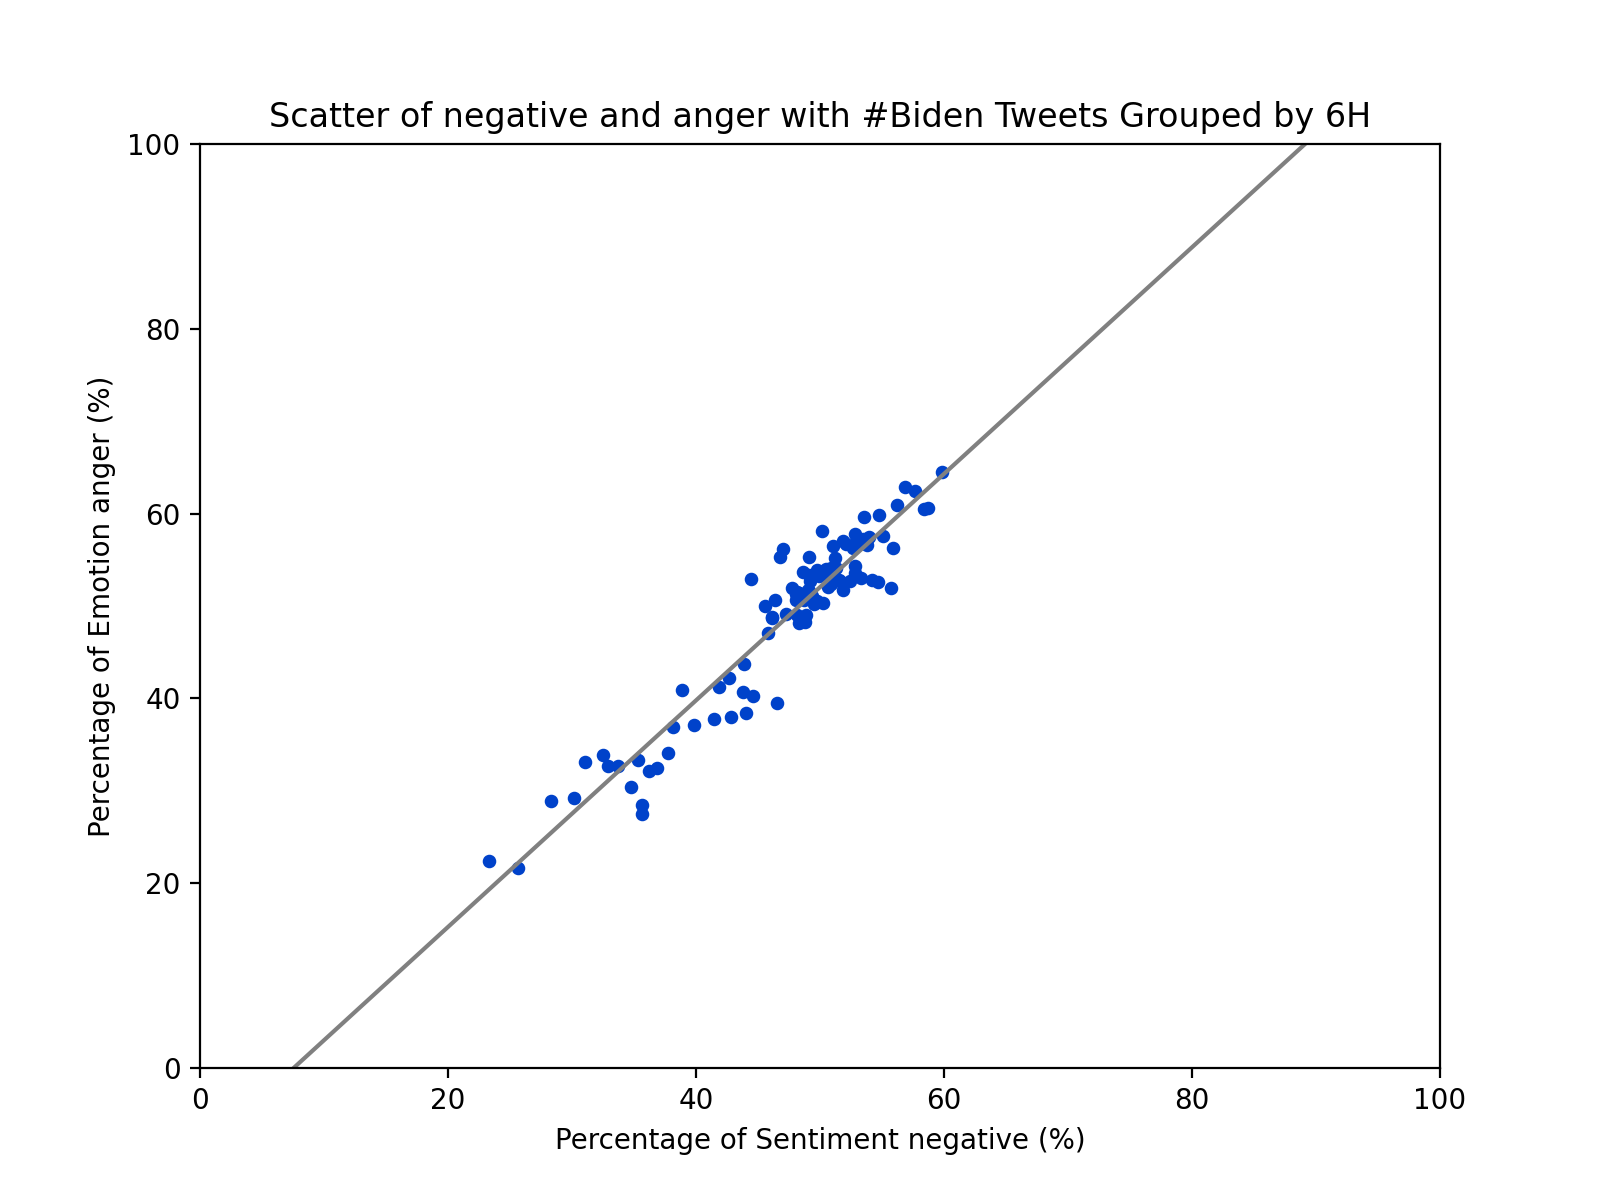 Scatter of negative and anger with #Biden Tweets Grouped by 6H
100
80
60
40
20
0
Percentage of Emotion anger (%)
0 20 40 60 80 100
Percentage of Sentiment negative (%)